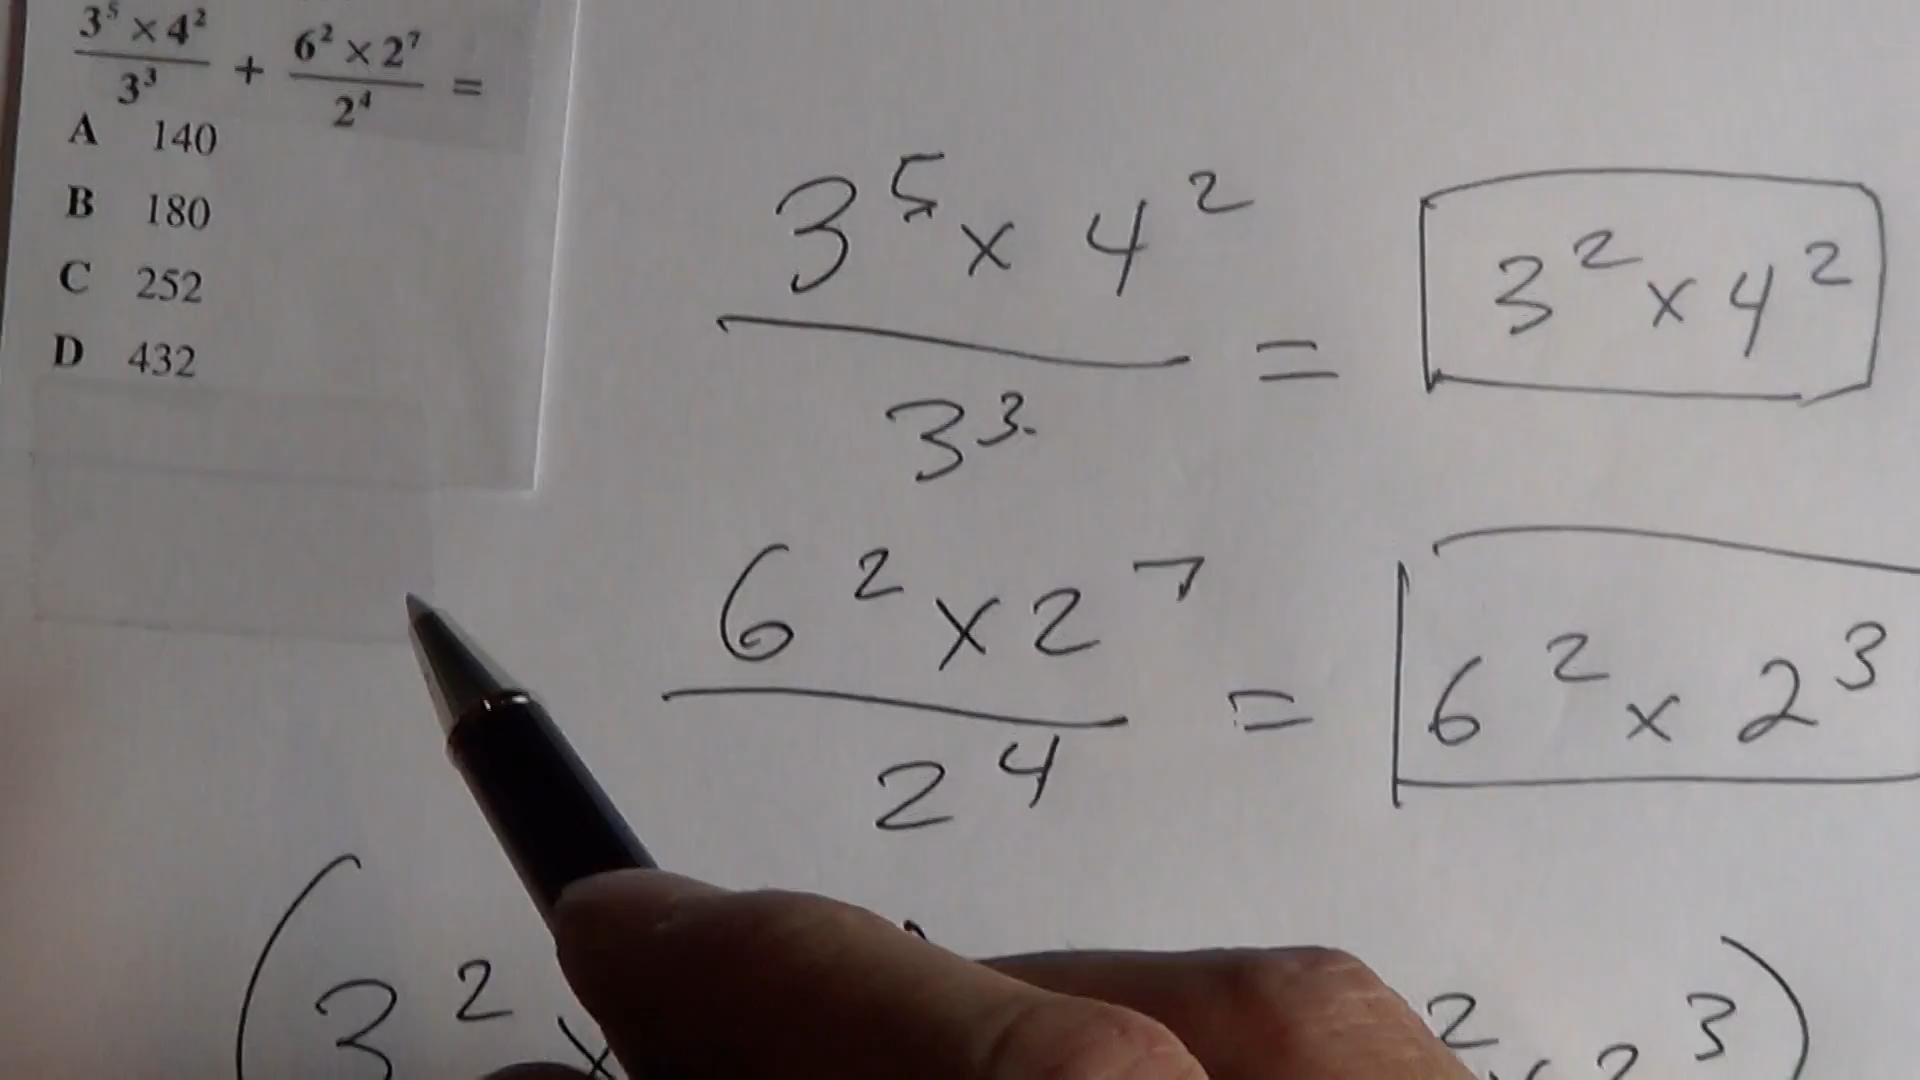 3⁵ × 4² / 3³ + 6² × 2⁷ / 2⁴ =
A 140
B 180
C 252
D 432
3⁵ × 4² / 3³ = 3² × 4²
6² × 2⁷ / 2⁴ = 6² × 2³
(3² × ² × 2³)